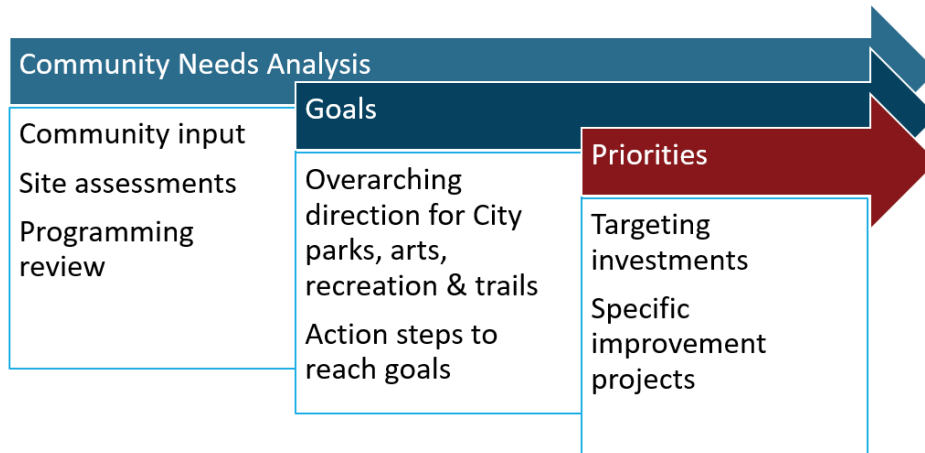 Community Needs Analysis
Community input
Site assessments
Programming
review
Goals
Overarching
direction for City
parks, arts,
recreation & trails
Action steps to
reach goals
Priorities
Targeting
investments
Specific
improvement
projects